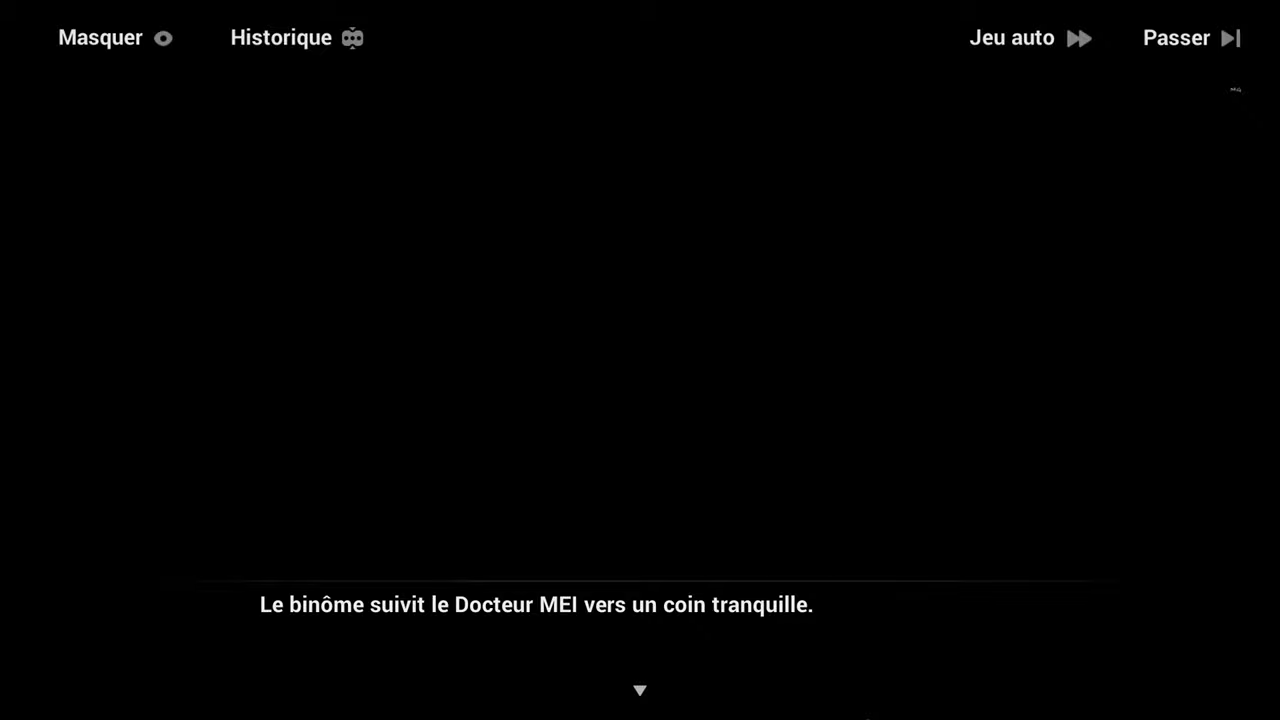 Masquer
Historique
Jeu auto
Passer
Le binôme suivit le Docteur MEI vers un coin tranquille.